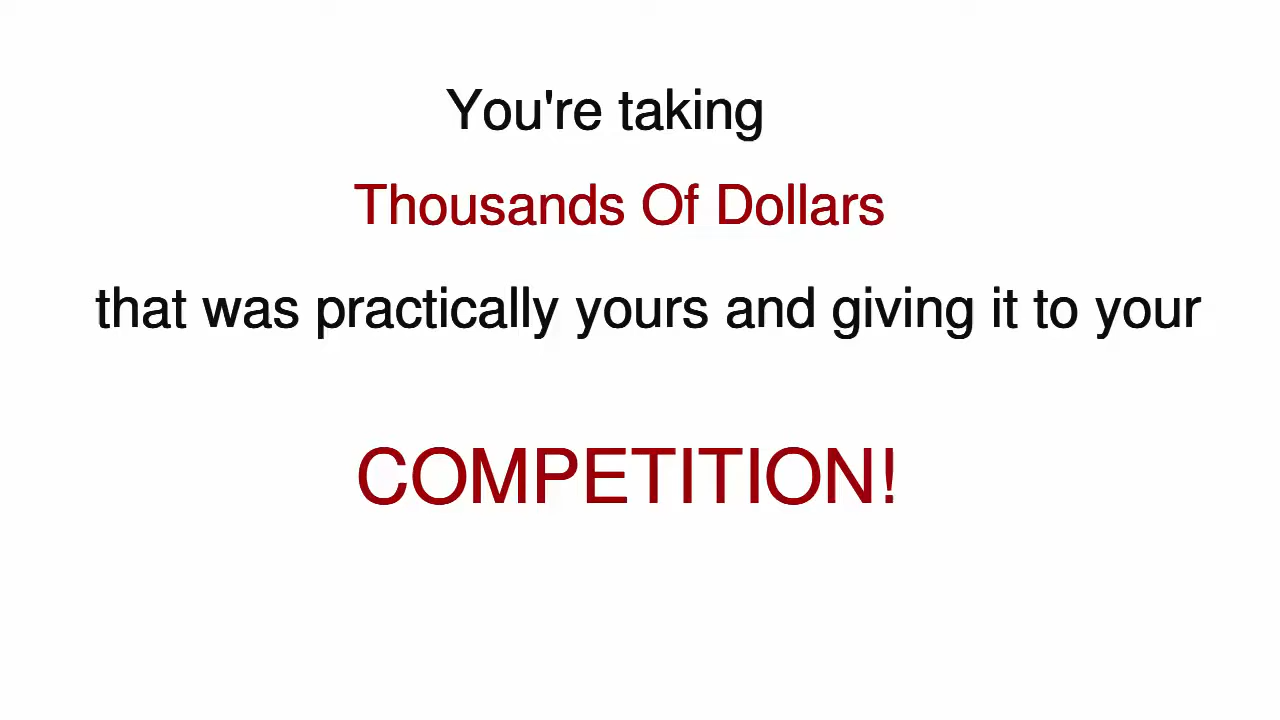 You're taking
Thousands Of Dollars
that was practically yours and giving it to your
COMPETITION!